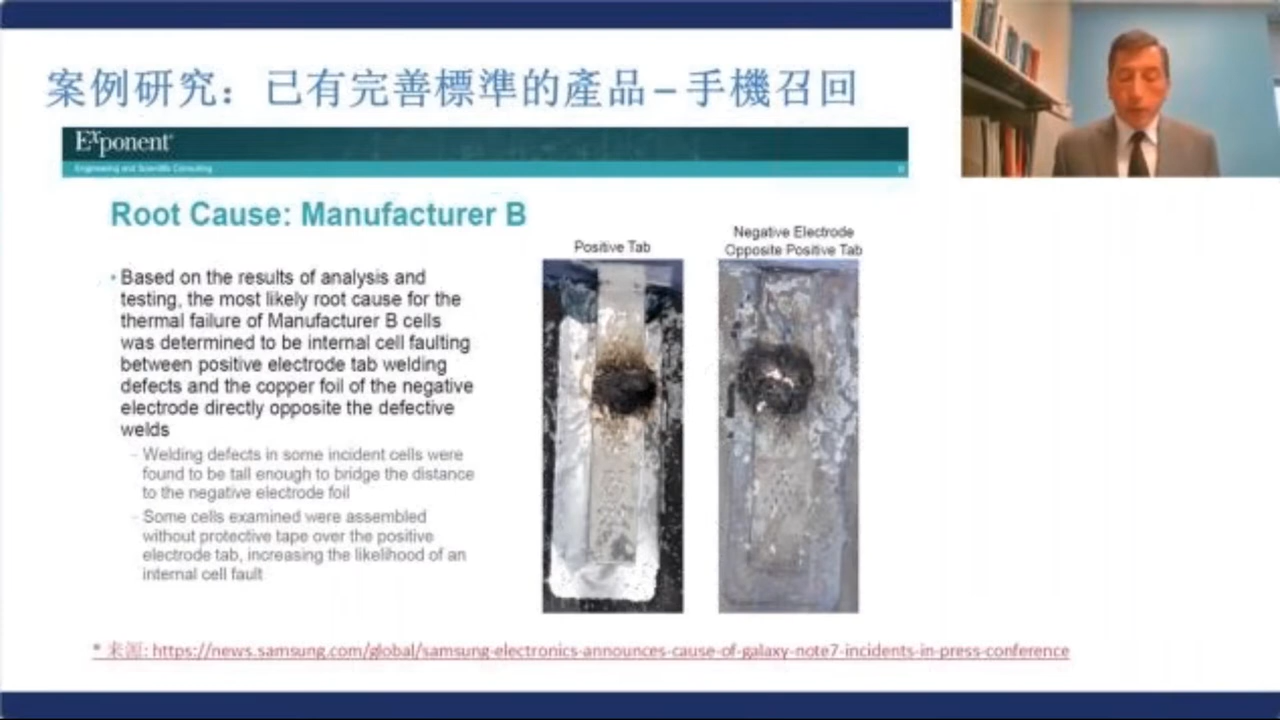 案例研究：已有完善標準的產品－手機召回
Exponent
Engineering and Scientific Consulting
Root Cause: Manufacturer B
Positive Tab
Negative Electrode
Opposite Positive Tab
• Based on the results of analysis and
testing, the most likely root cause for the
thermal failure of Manufacturer B cells
was determined to be internal cell faulting
between positive electrode tab welding
defects and the copper foil of the negative
electrode directly opposite the defective
welds
– Welding defects in some incident cells were
found to be tall enough to bridge the distance
to the negative electrode foil
– Some cells examined were assembled
without protective tape over the positive
electrode tab, increasing the likelihood of an
internal cell fault
* 来源: https://news.samsung.com/global/samsung-electronics-announces-cause-of-galaxy-note7-incidents-in-press-conference